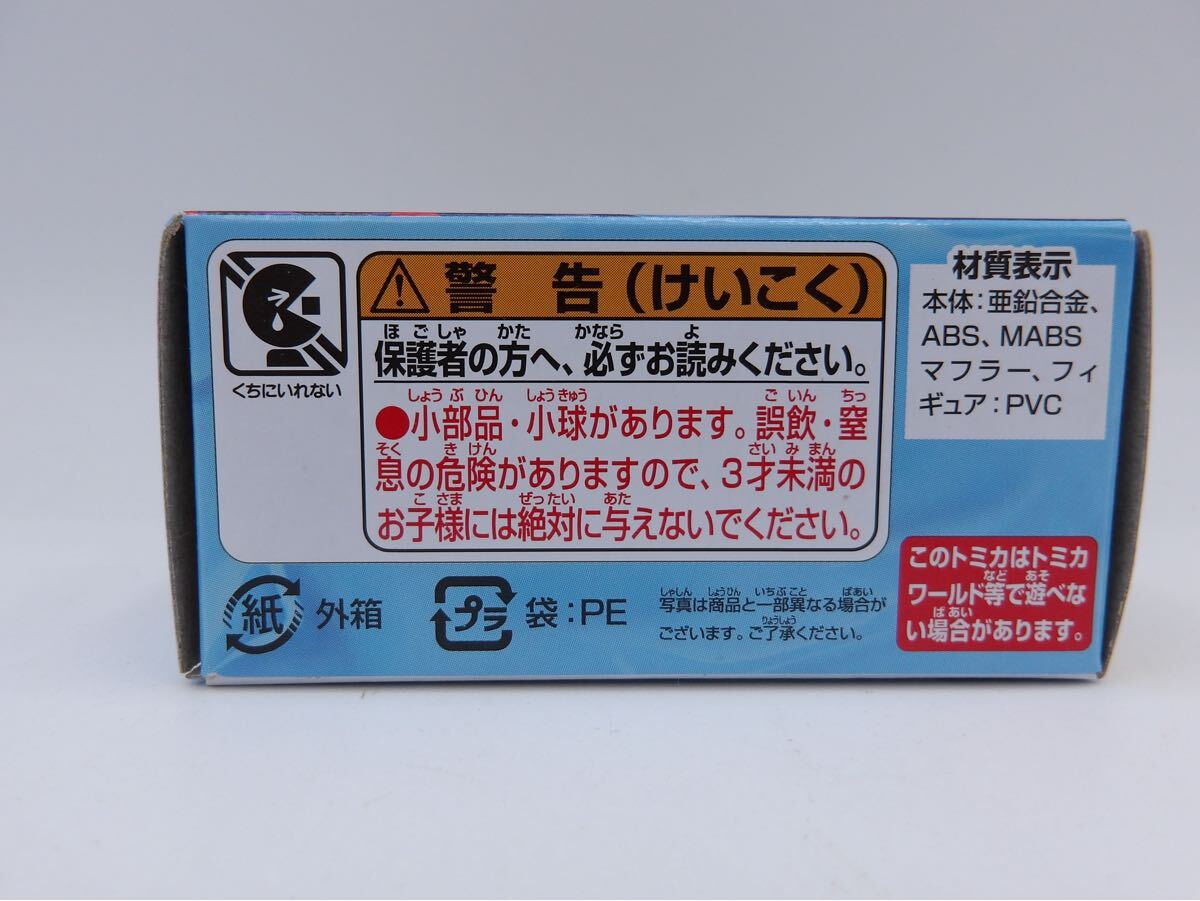 くちにいれない
警 告（けいこく）
ほごしゃ かた かなら よ
保護者の方へ、必ずお読みください。
しょうぶひん しょうきゅう ごいん ちっ
●小部品・小球があります。誤飲・窒
そく きけん さいみまん
息の危険がありますので、3才未満の
こさま ぜったい あた
お子様には絶対に与えないでください。
材質表示
本体：亜鉛合金、
ABS、MABS
マフラー、フィ
ギュア：PVC
紙 外箱
プラ 袋：PE
しゃしん しょうひん いちぶこと ばあい
写真は商品と一部異なる場合が
りょうしょう
ございます。ご了承ください。
このトミカはトミカ
など あそ
ワールド等で遊べな
ばあい
い場合があります。